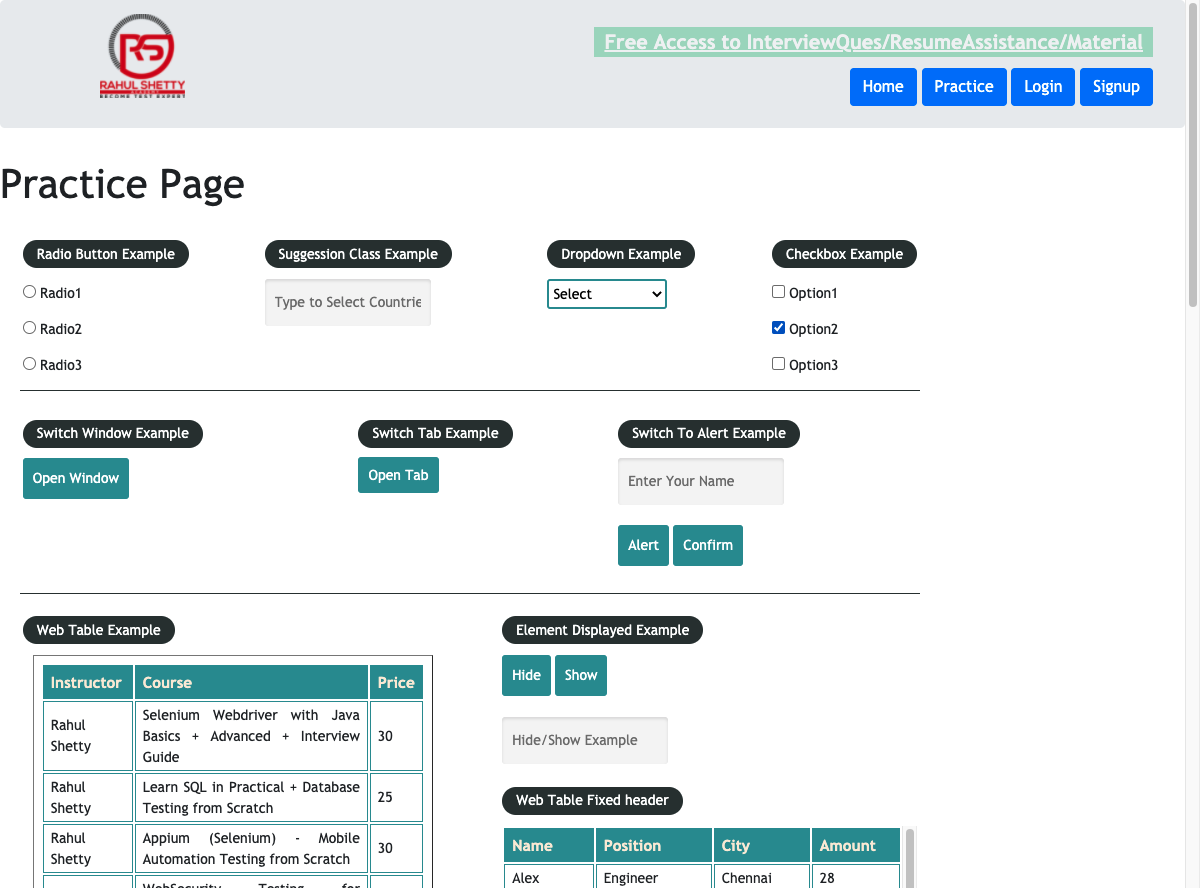 RAHUL SHETTY
ACADEMY
BECOME TEST EXPERT
Free Access to InterviewQues/ResumeAssistance/Material
Home Practice Login Signup
Practice Page
Radio Button Example
Radio1
Radio2
Radio3
Suggession Class Example
Type to Select Countrie
Dropdown Example
Select
Checkbox Example
Option1
Option2
Option3
Switch Window Example
Open Window
Switch Tab Example
Open Tab
Switch To Alert Example
Enter Your Name
Alert Confirm
Web Table Example
Instructor Course Price
Rahul Shetty Selenium Webdriver with Java Basics + Advanced + Interview Guide 30
Rahul Shetty Learn SQL in Practical + Database Testing from Scratch 25
Rahul Shetty Appium (Selenium) - Mobile Automation Testing from Scratch 30
WebSecurity Testing for
Element Displayed Example
Hide Show
Hide/Show Example
Web Table Fixed header
Name Position City Amount
Alex Engineer Chennai 28